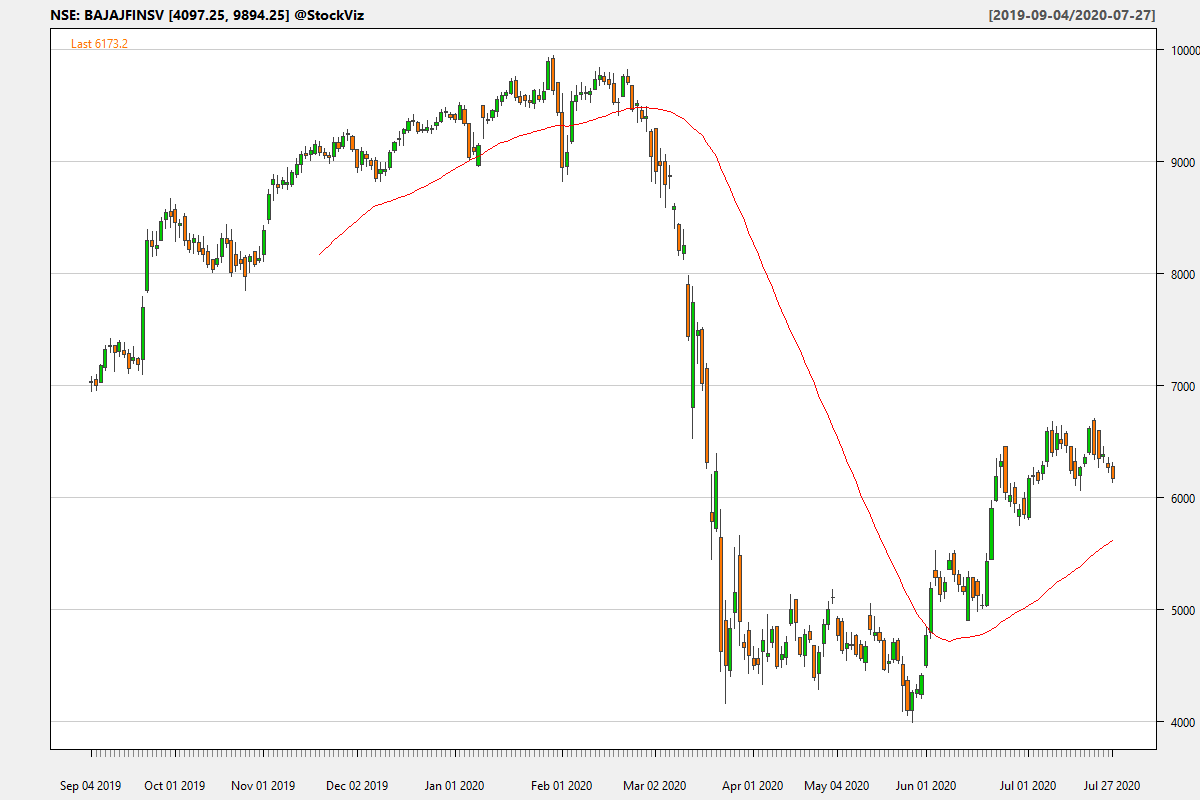 NSE: BAJAJFINSV [4097.25, 9894.25] @StockViz
[2019-09-04/2020-07-27]
Last 6173.2
10000
9000
8000
7000
6000
5000
4000
Sep 04 2019 Oct 01 2019 Nov 01 2019 Dec 02 2019 Jan 01 2020 Feb 01 2020 Mar 02 2020 Apr 01 2020 May 04 2020 Jun 01 2020 Jul 01 2020 Jul 27 2020